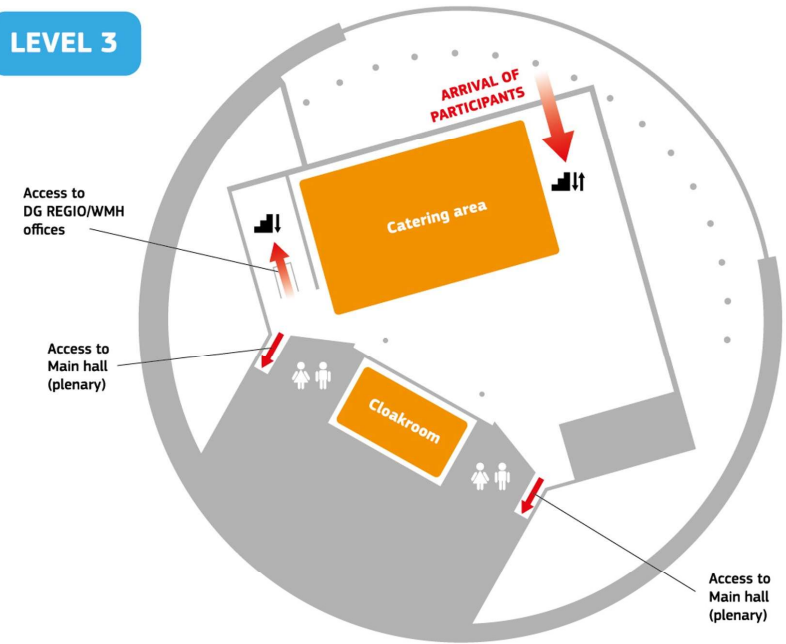 LEVEL 3
ARRIVAL OF
PARTICIPANTS
Access to
DG REGIO/WMH
offices
Catering area
Access to
Main hall
(plenary)
Cloakroom
Access to
Main hall
(plenary)